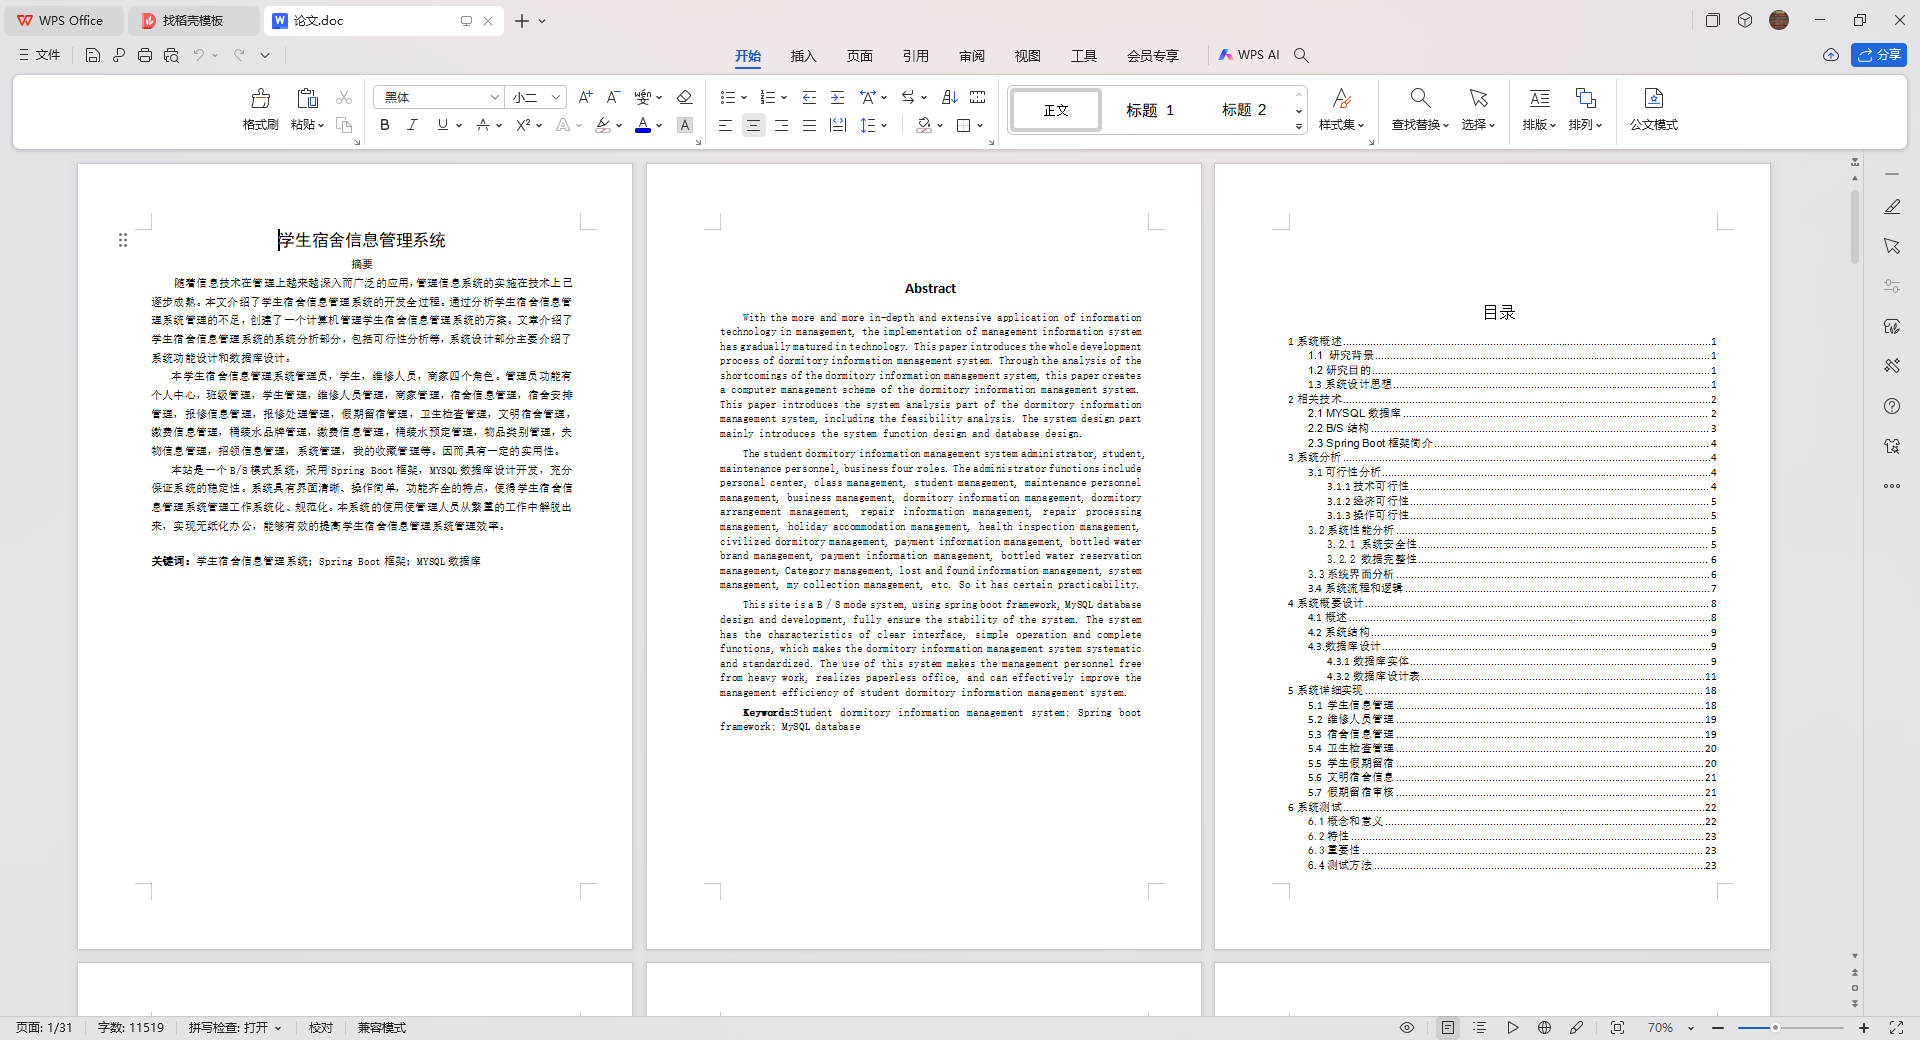 WPS Office
找稻壳模板
论文.doc
文件
开始
插入
页面
引用
审阅
视图
工具
会员专享
WPS AI
分享
格式刷
粘贴
黑体
小二
正文
标题 1
标题 2
样式集
查找替换
选择
排版
排列
公文模式
学生宿舍信息管理系统
摘要
随着信息技术在管理上越来越深入而广泛的应用,管理信息系统的实施在技术上已
逐步成熟。本文介绍了学生宿舍信息管理系统的开发全过程。通过分析学生宿舍信息管
理系统管理的不足,创建了一个计算机管理学生宿舍信息管理系统的方案。文章介绍了
学生宿舍信息管理系统的系统分析部分,包括可行性分析等,系统设计部分主要介绍了
系统功能设计和数据库设计。
本学生宿舍信息管理系统管理员,学生,维修人员,商家四个角色。管理员功能有
个人中心,班级管理,学生管理,维修人员管理,商家管理,宿舍信息管理,宿舍安排
管理,报修信息管理,报修处理管理,假期留宿管理,卫生检查管理,文明宿舍管理,
缴费信息管理,桶装水品牌管理,缴费信息管理,桶装水预定管理,物品类别管理,失
物信息管理,招领信息管理,系统管理,我的收藏管理等。因而具有一定的实用性。
本站是一个B/S模式系统,采用Spring Boot框架,MYSQL数据库设计开发,充分
保证系统的稳定性。系统具有界面清晰、操作简单,功能齐全的特点,使得学生宿舍信
息管理系统管理工作系统化、规范化。本系统的使用使管理人员从繁重的工作中解脱出
来,实现无纸化办公,能够有效的提高学生宿舍信息管理系统管理效率。
关键词:学生宿舍信息管理系统;Spring Boot框架;MYSQL数据库
Abstract
With the more and more in-depth and extensive application of information
technology in management, the implementation of management information system
has gradually matured in technology. This paper introduces the whole development
process of dormitory information management system. Through the analysis of the
shortcomings of the dormitory information management system, this paper creates
a computer management scheme of the dormitory information management system.
This paper introduces the system analysis part of the dormitory information
management system, including the feasibility analysis. The system design part
mainly introduces the system function design and database design.
The student dormitory information management system administrator, student,
maintenance personnel, business four roles. The administrator functions include
personal center, class management, student management, maintenance personnel
management, business management, dormitory information management, dormitory
arrangement management, repair information management, repair processing
management, holiday accommodation management, health inspection management,
civilized dormitory management, payment information management, bottled water
brand management, payment information management, bottled water reservation
management, Category management, lost and found information management, system
management, my collection management, etc. So it has certain practicability.
This site is a B / S mode system, using spring boot framework, MySQL database
design and development, fully ensure the stability of the system. The system
has the characteristics of clear interface, simple operation and complete
functions, which makes the dormitory information management system systematic
and standardized. The use of this system makes the management personnel free
from heavy work, realizes paperless office, and can effectively improve the
management efficiency of student dormitory information management system.
Keywords:Student dormitory information management system; Spring boot
framework; MySQL database
目录
1 系统概述 1
1.1 研究背景 1
1.2 研究目的 1
1.3 系统设计思想 1
2 相关技术 2
2.1 MYSQL 数据库 2
2.2 B/S 结构 3
2.3 Spring Boot 框架简介 4
3 系统分析 4
3.1 可行性分析 4
3.1.1 技术可行性 4
3.1.2 经济可行性 5
3.1.3 操作可行性 5
3.2 系统性能分析 5
3.2.1 系统安全性 5
3.2.2 数据完整性 6
3.3 系统界面分析 6
3.4 系统流程和逻辑 7
4 系统概要设计 8
4.1 概述 8
4.2 系统结构 9
4.3.数据库设计 9
4.3.1 数据库实体 9
4.3.2 数据库设计表 11
5 系统详细实现 18
5.1 学生信息管理 18
5.2 维修人员管理 19
5.3 宿舍信息管理 19
5.4 卫生检查管理 20
5.5 学生假期留宿 20
5.6 文明宿舍信息 21
5.7 假期留宿审核 21
6 系统测试 22
6.1 概念和意义 22
6.2 特性 23
6.3 重要性 23
6.4 测试方法 23
页面: 1/31
字数: 11519
拼写检查: 打开
校对
兼容模式
70%